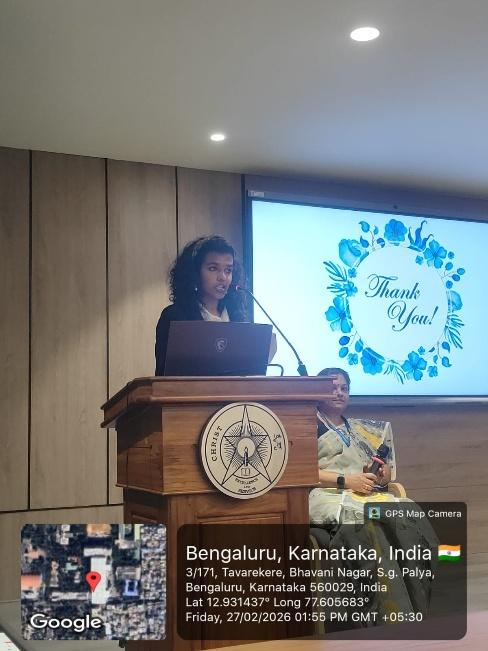 Thank
You!
CHRIST
EXCELLENCE
AND
SERVICE
GPS Map Camera
Google
Bengaluru, Karnataka, India
3/171, Tavarekere, Bhavani Nagar, S.g. Palya,
Bengaluru, Karnataka 560029, India
Lat 12.931437° Long 77.605683°
Friday, 27/02/2026 01:55 PM GMT +05:30